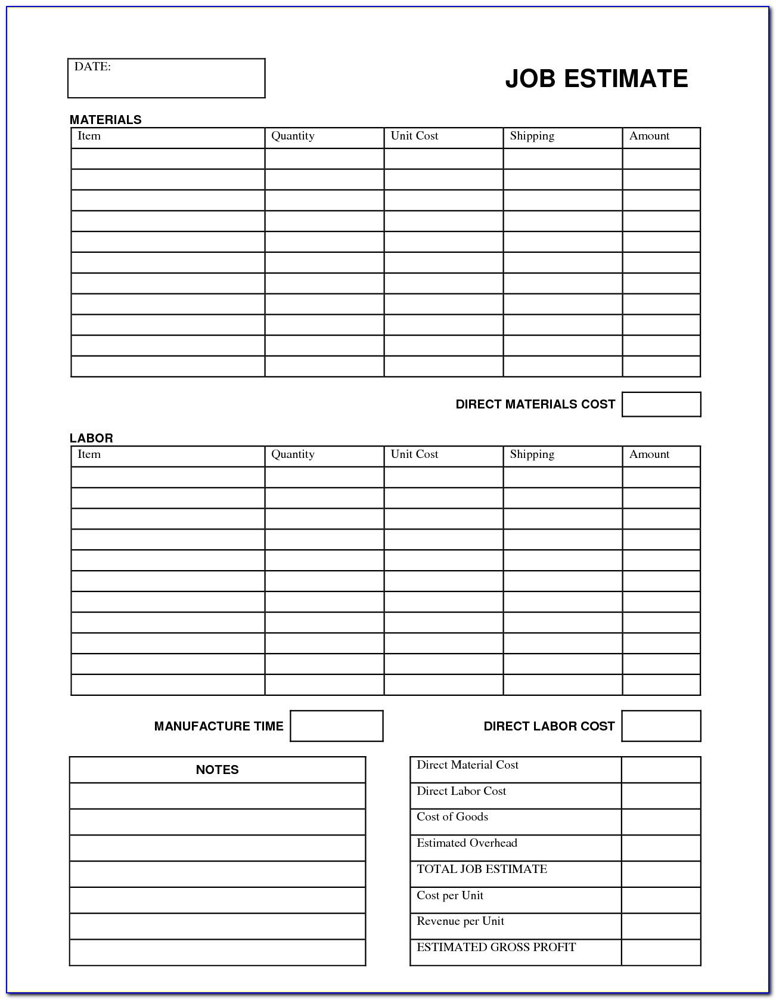 DATE:
JOB ESTIMATE
MATERIALS
Item Quantity Unit Cost Shipping Amount
DIRECT MATERIALS COST
LABOR
Item Quantity Unit Cost Shipping Amount
MANUFACTURE TIME DIRECT LABOR COST
NOTES
Direct Material Cost
Direct Labor Cost
Cost of Goods
Estimated Overhead
TOTAL JOB ESTIMATE
Cost per Unit
Revenue per Unit
ESTIMATED GROSS PROFIT